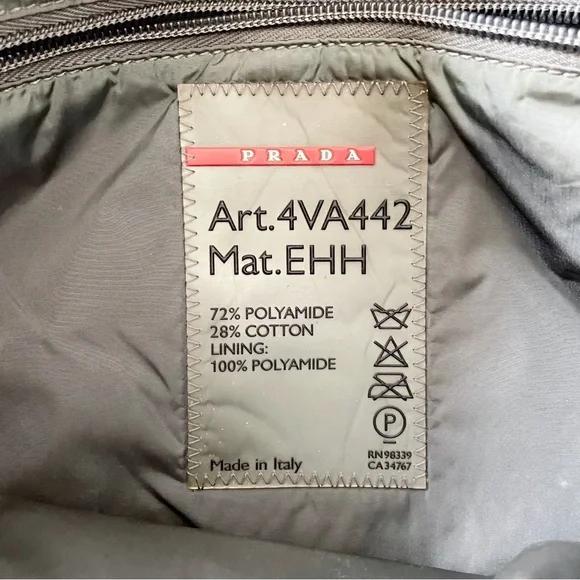 PRADA
Art.4VA442
Mat.EHH
72% POLYAMIDE
28% COTTON
LINING:
100% POLYAMIDE
P
Made in Italy
RN98339
CA34767